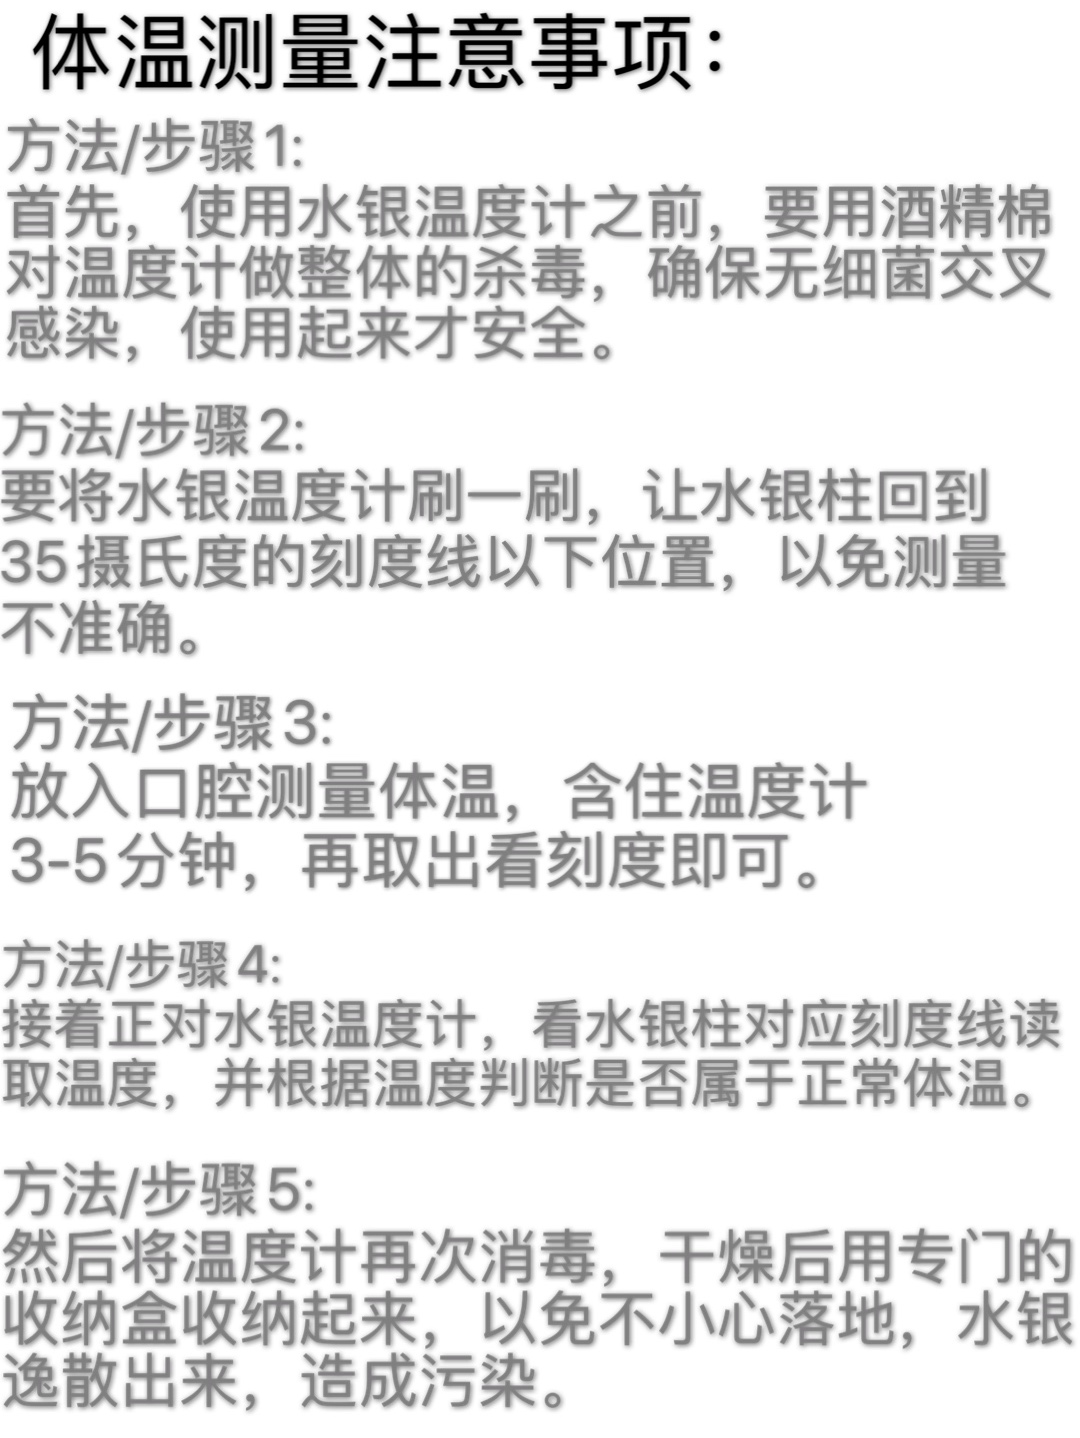 体温测量注意事项：
方法/步骤1:
首先，使用水银温度计之前，要用酒精棉
对温度计做整体的杀毒，确保无细菌交叉
感染，使用起来才安全。
方法/步骤2:
要将水银温度计刷一刷，让水银柱回到
35摄氏度的刻度线以下位置，以免测量
不准确。
方法/步骤3:
放入口腔测量体温，含住温度计
3-5分钟，再取出看刻度即可。
方法/步骤4:
接着正对水银温度计，看水银柱对应刻度线读
取温度，并根据温度判断是否属于正常体温。
方法/步骤5:
然后将温度计再次消毒，干燥后用专门的
收纳盒收纳起来，以免不小心落地，水银
逸散出来，造成污染。